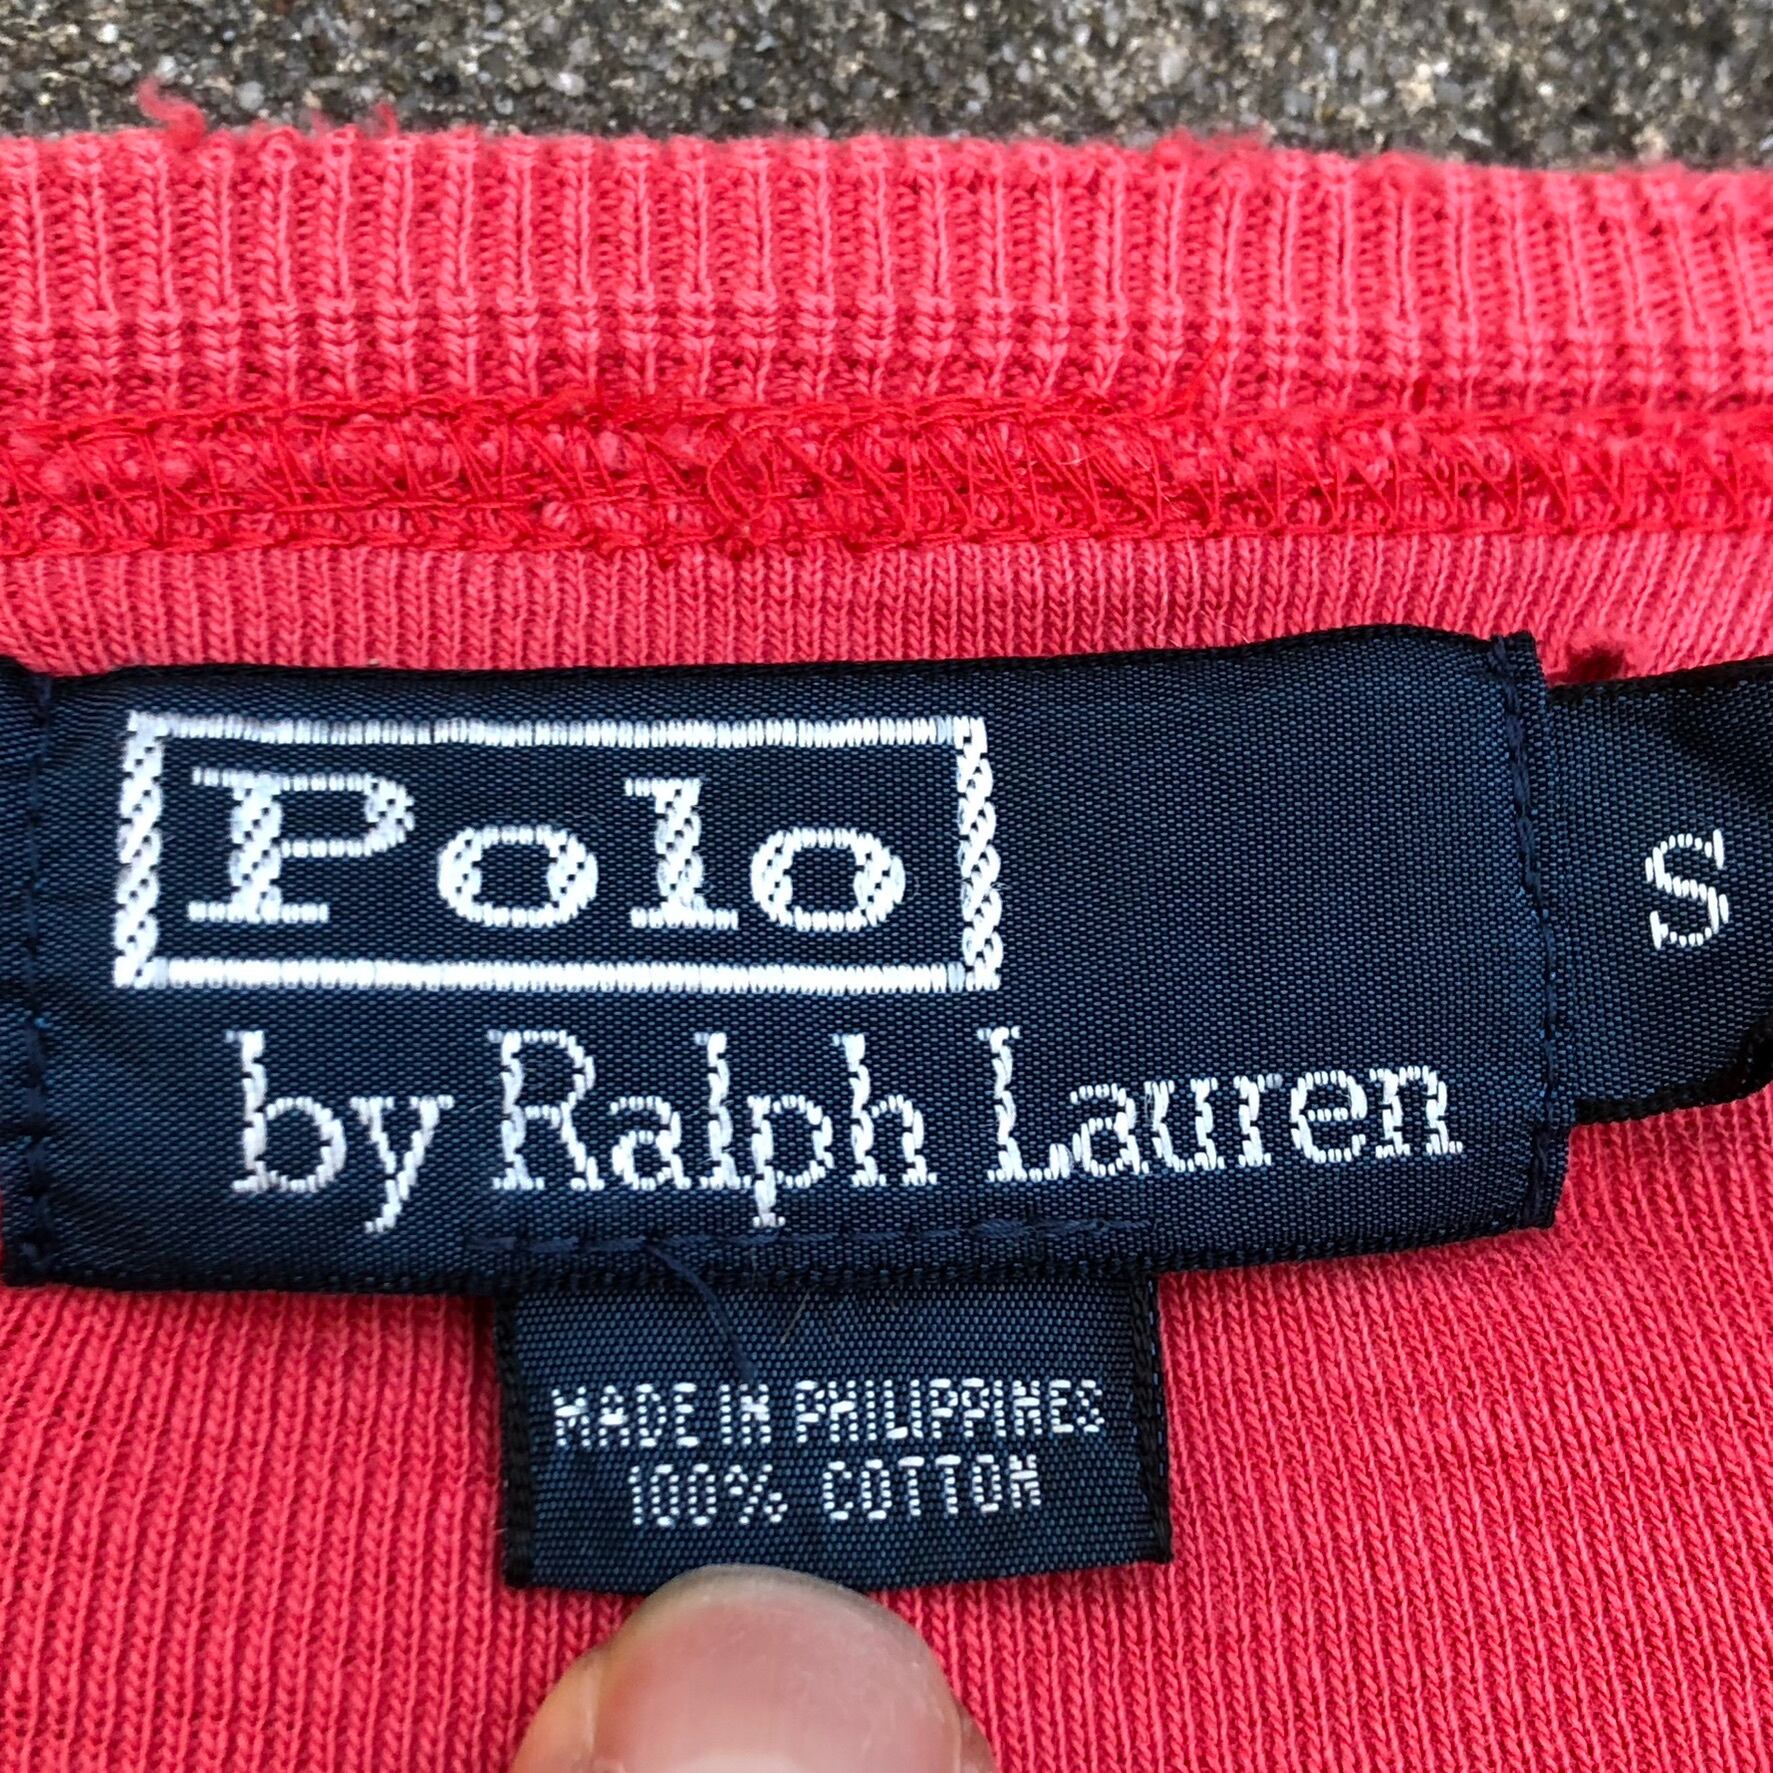 Polo
by Ralph Lauren
S
MADE IN PHILIPPINES
100% COTTON